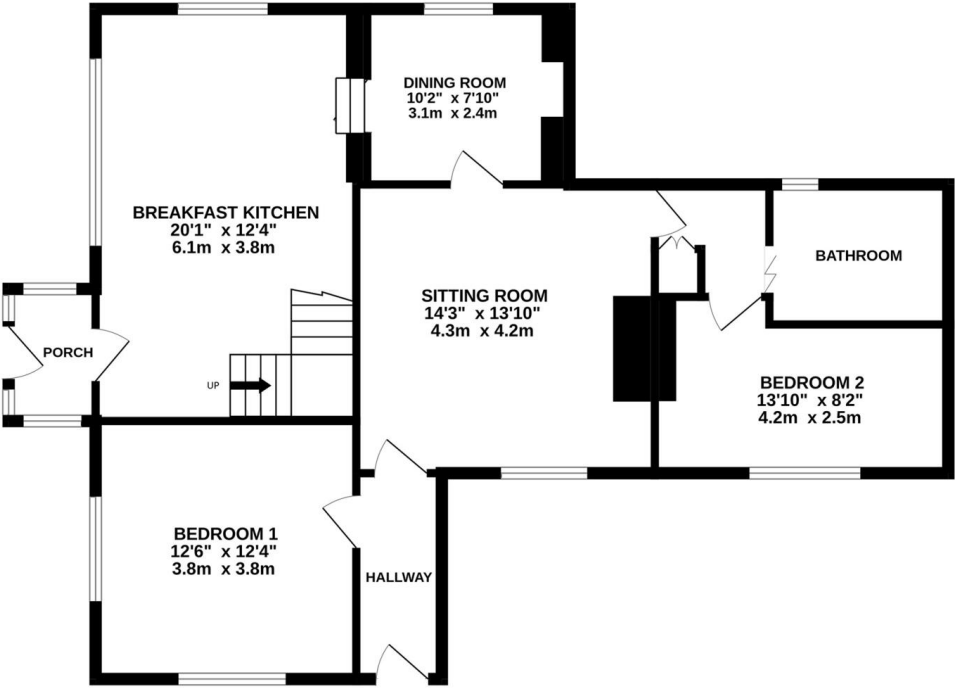 DINING ROOM
10'2" x 7'10"
3.1m x 2.4m
BREAKFAST KITCHEN
20'1" x 12'4"
6.1m x 3.8m
BATHROOM
SITTING ROOM
14'3" x 13'10"
4.3m x 4.2m
PORCH
UP
BEDROOM 2
13'10" x 8'2"
4.2m x 2.5m
BEDROOM 1
12'6" x 12'4"
3.8m x 3.8m
HALLWAY